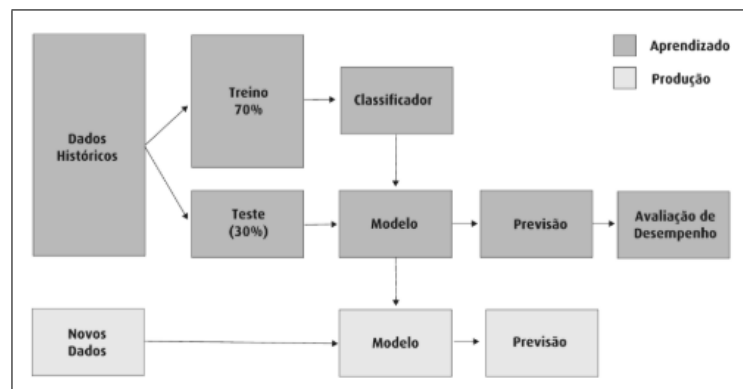 Dados
Históricos
Treino
70%
Classificador
Aprendizado
Produção
Teste
(30%)
Modelo
Previsão
Avaliação de
Desempenho
Novos
Dados
Modelo
Previsão